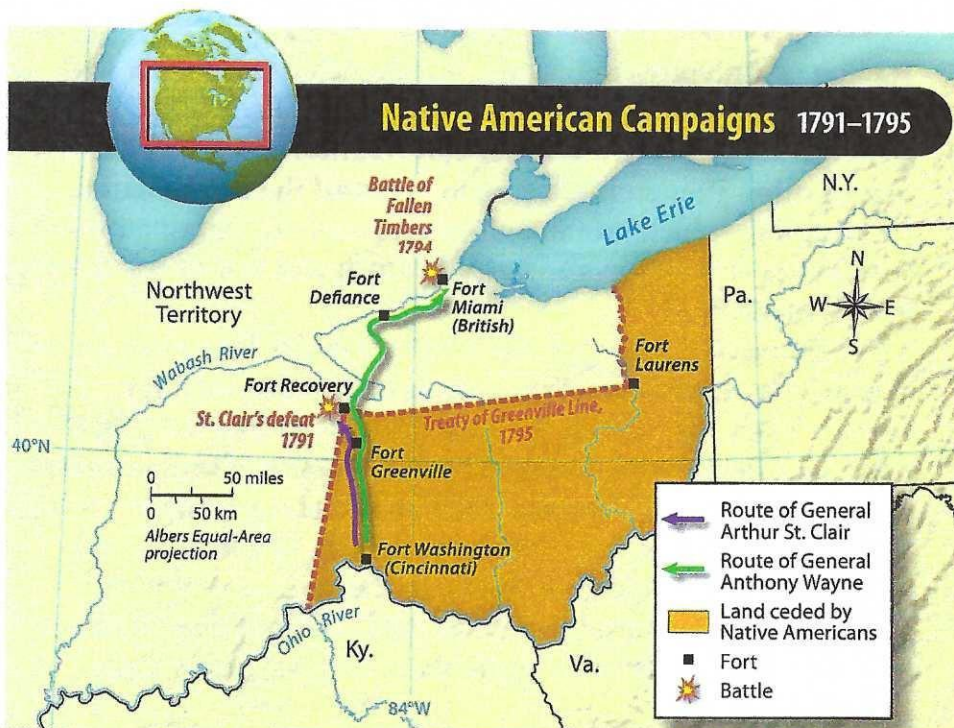 Native American Campaigns 1791–1795
Battle of
Fallen
Timbers
1794
Lake Erie
N.Y.
Fort
Defiance
Fort
Miami
(British)
Northwest
Territory
Pa.
N
W
E
S
Wabash River
Fort Recovery
Fort
Laurens
St. Clair's defeat
1791
Treaty of Greenville Line,
1795
40°N
Fort
Greenville
0 50 miles
0 50 km
Albers Equal-Area
projection
Fort Washington
(Cincinnati)
Ohio River
Ky.
Va.
84°W
Route of General
Arthur St. Clair
Route of General
Anthony Wayne
Land ceded by
Native Americans
Fort
Battle